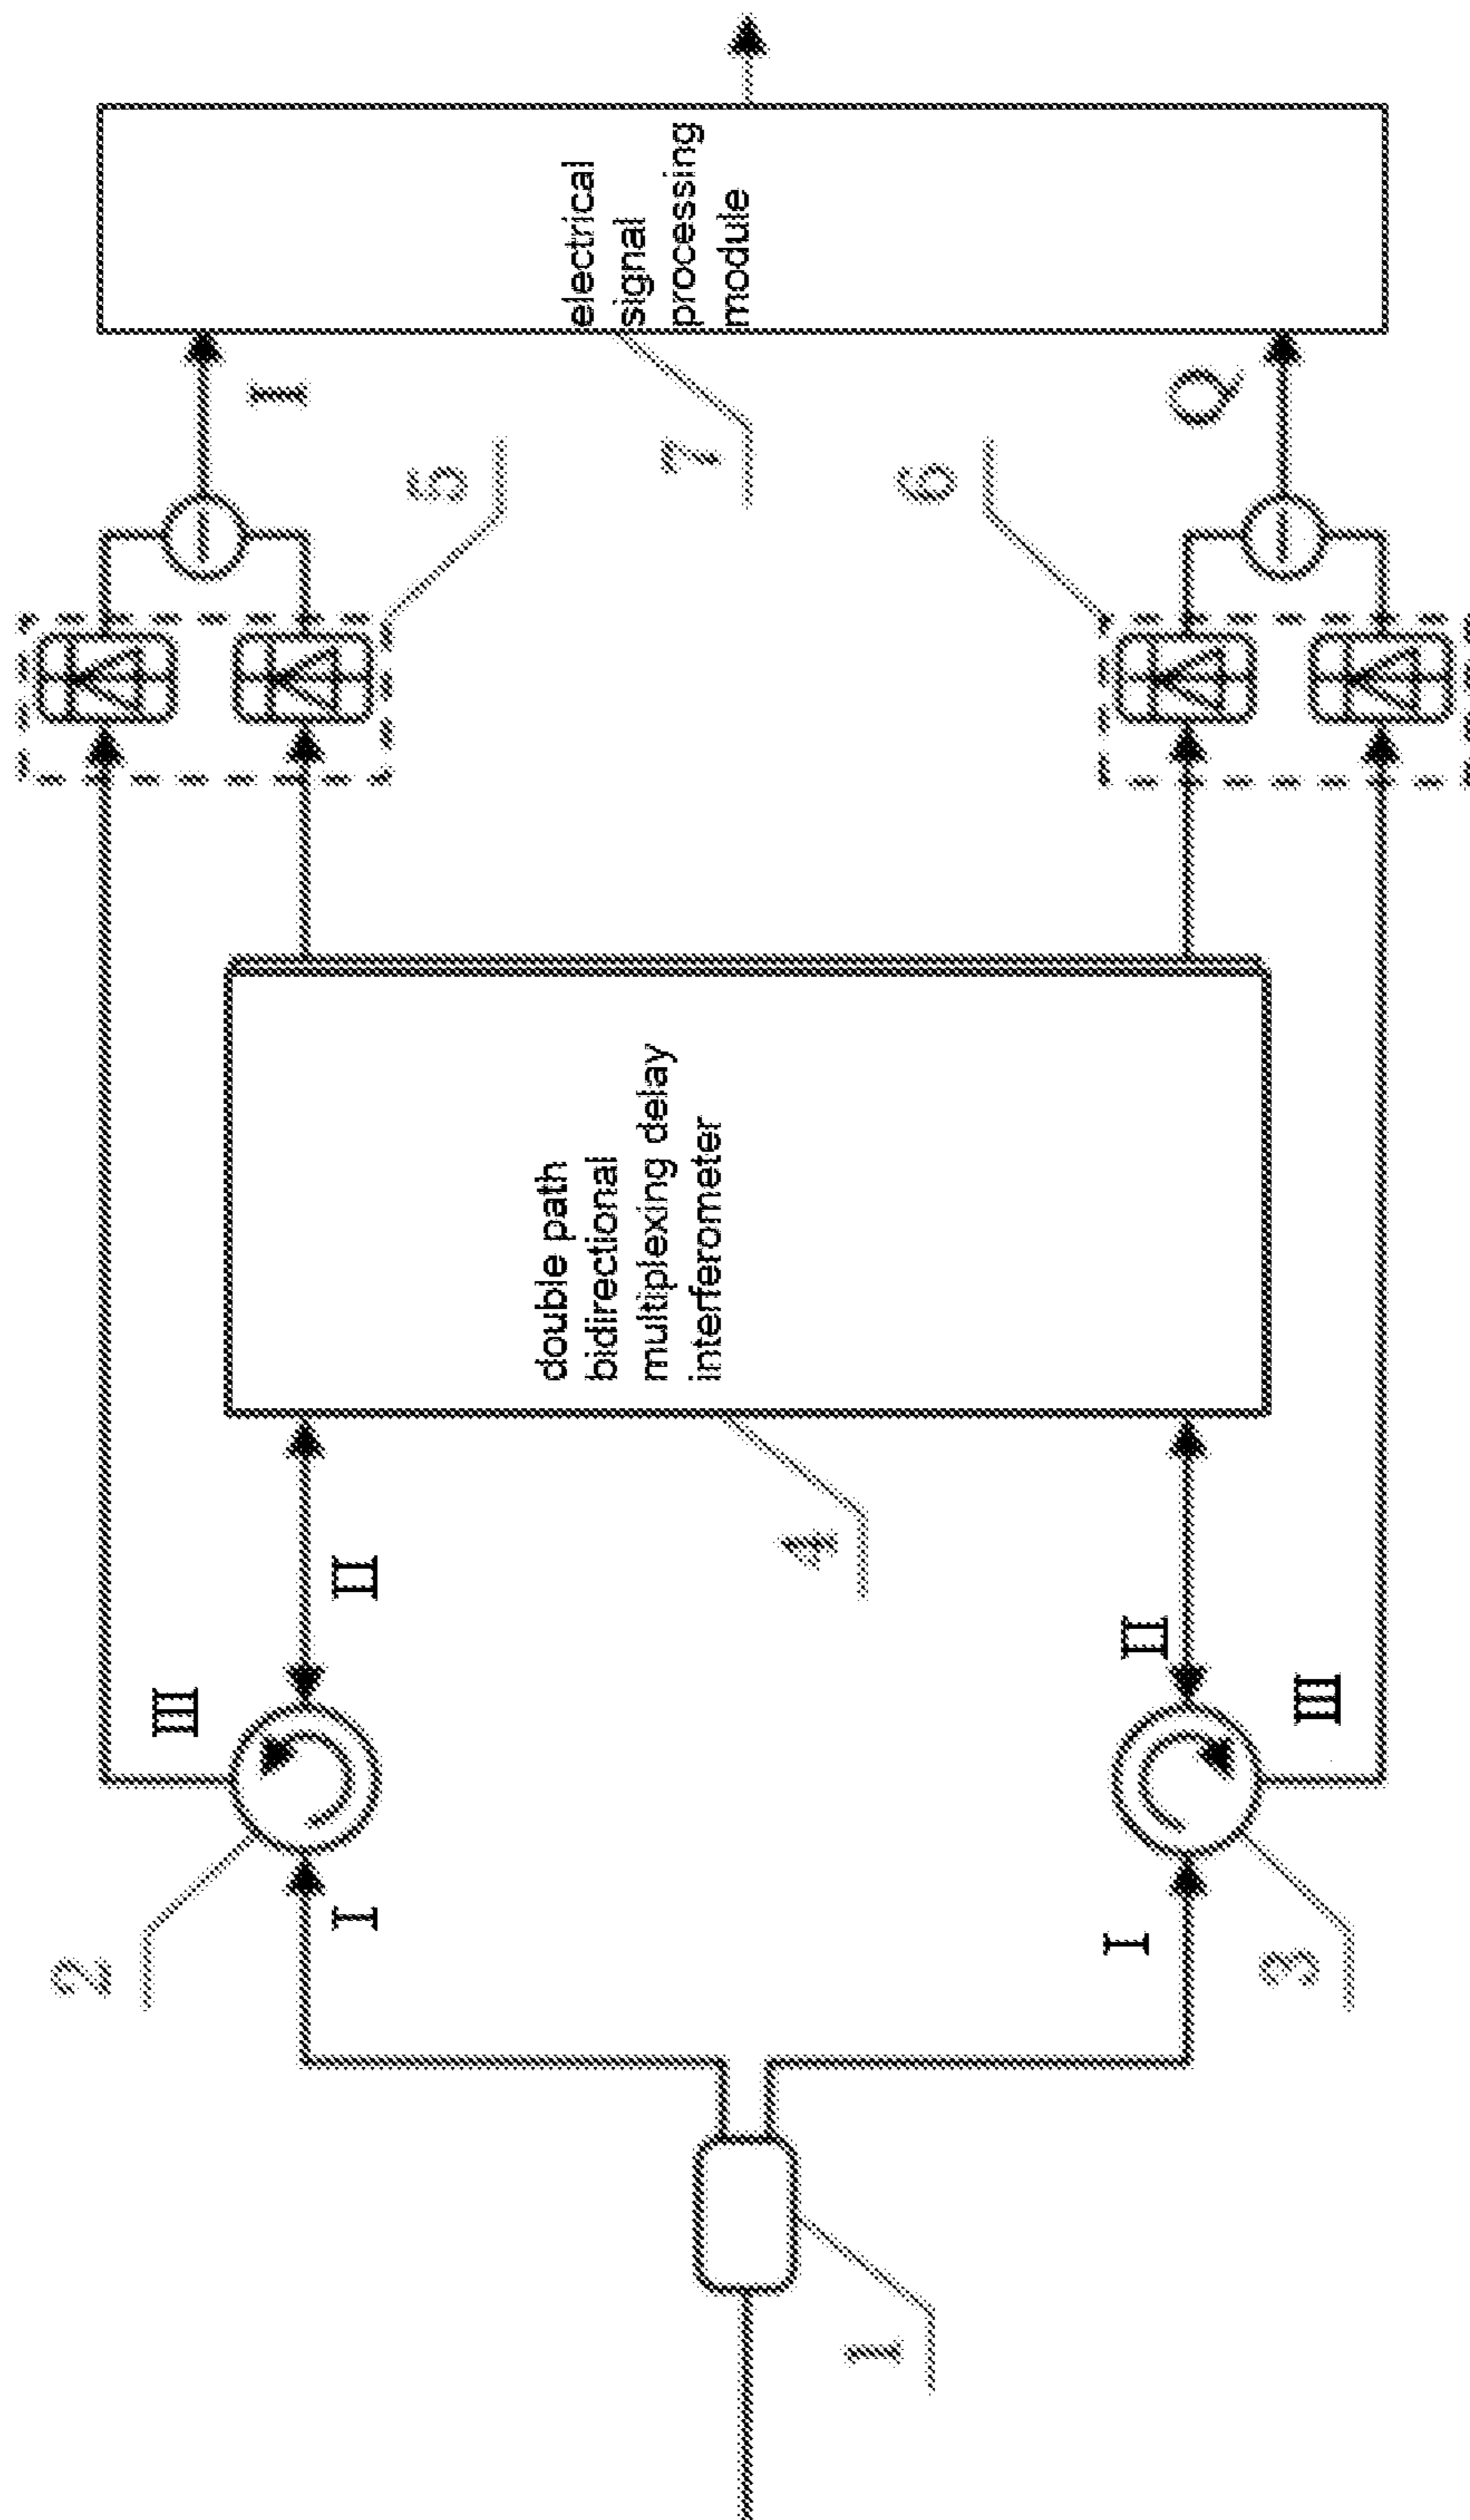 1
2
I
II
III
3
I
II
III
4
double path
bidirectional
multiplexing delay
interferometer
5
I
6
Q
7
electrical
signal
processing
module